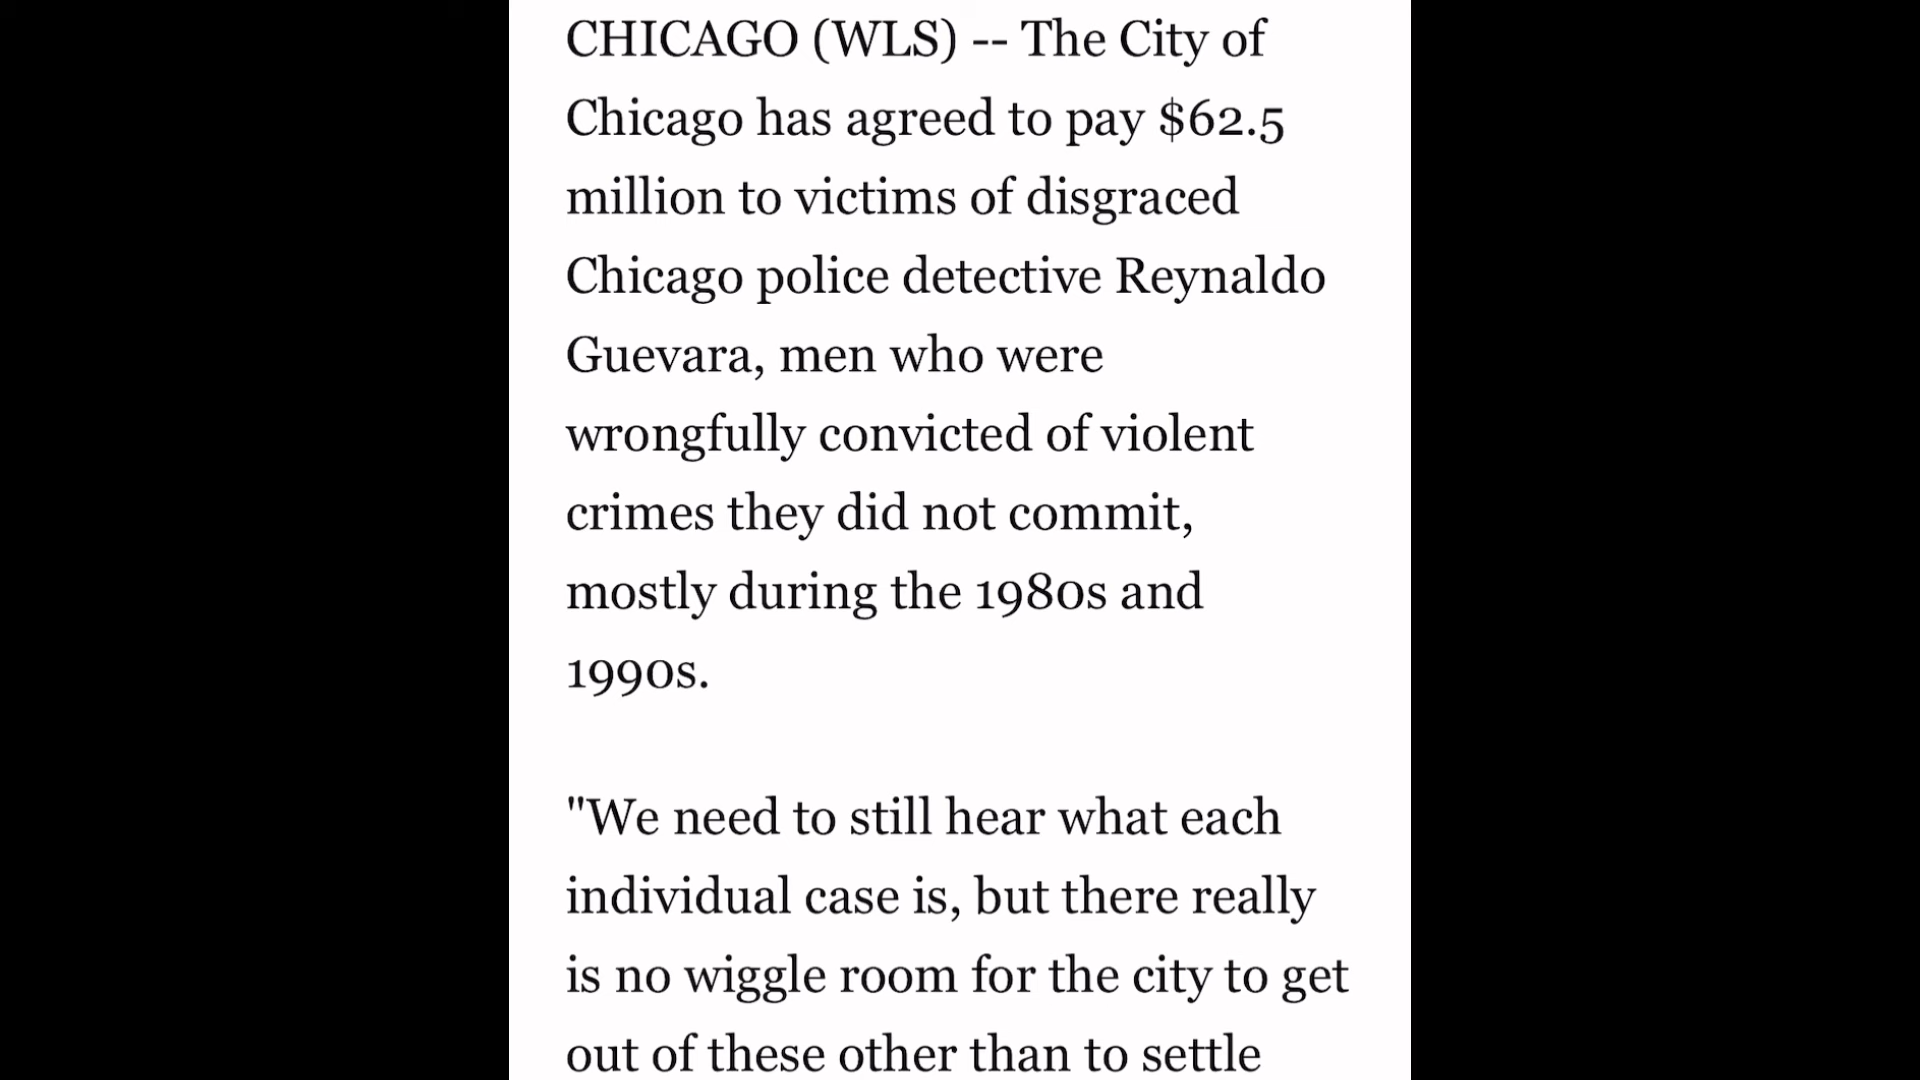 CHICAGO (WLS) -- The City of
Chicago has agreed to pay $62.5
million to victims of disgraced
Chicago police detective Reynaldo
Guevara, men who were
wrongfully convicted of violent
crimes they did not commit,
mostly during the 1980s and
1990s.
"We need to still hear what each
individual case is, but there really
is no wiggle room for the city to get
out of these other than to settle